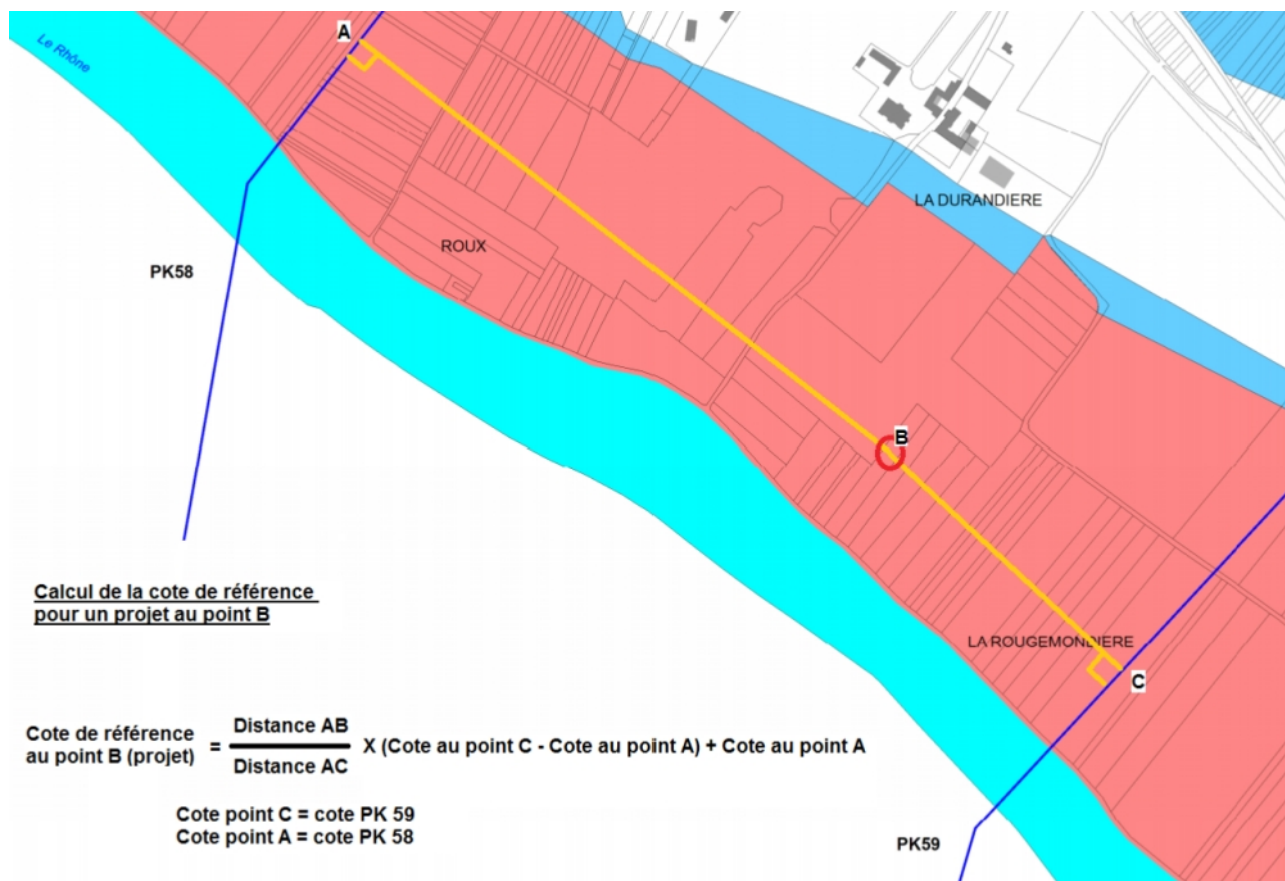 A
Le Rhône
LA DURANDIERE
ROUX
PK58
B
Calcul de la cote de référence
pour un projet au point B
LA ROUGEMONDIERE
C
Cote de référence
au point B (projet) = Distance AB
Distance AC
X (Cote au point C - Cote au point A) + Cote au point A
Cote point C = cote PK 59
Cote point A = cote PK 58
PK59